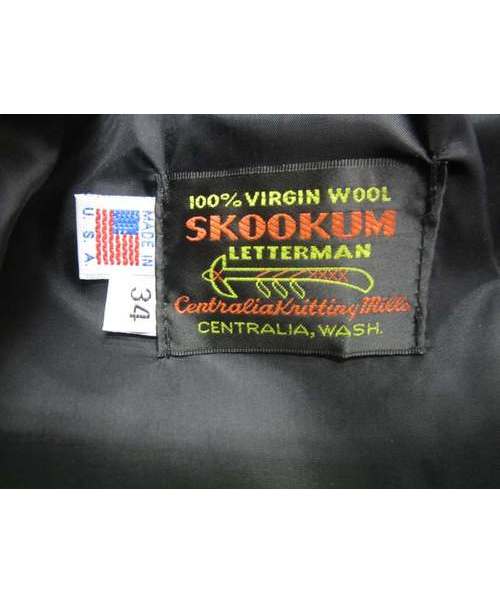 100% VIRGIN WOOL
SKOOKUM
LETTERMAN
Centralia Knitting Mills
CENTRALIA, WASH.
MADE IN
U.S.A.
34